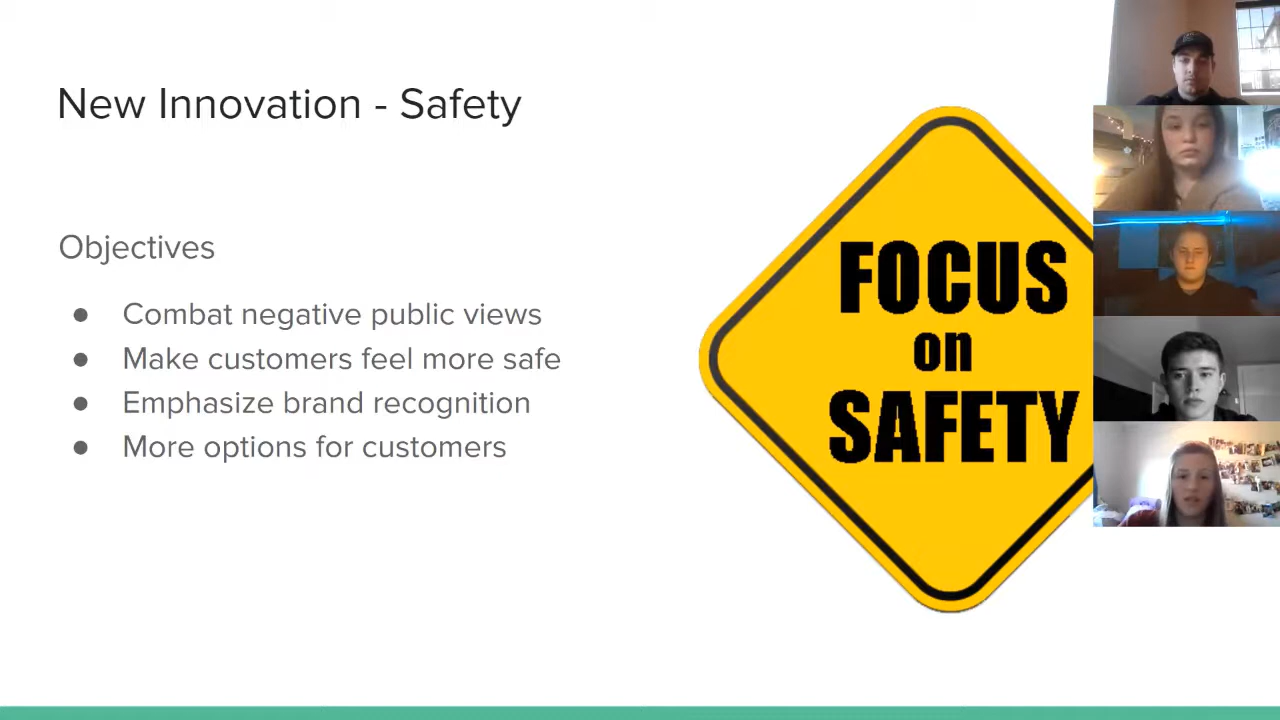 New Innovation - Safety
Objectives
● Combat negative public views
● Make customers feel more safe
● Emphasize brand recognition
● More options for customers
FOCUS
on
SAFETY